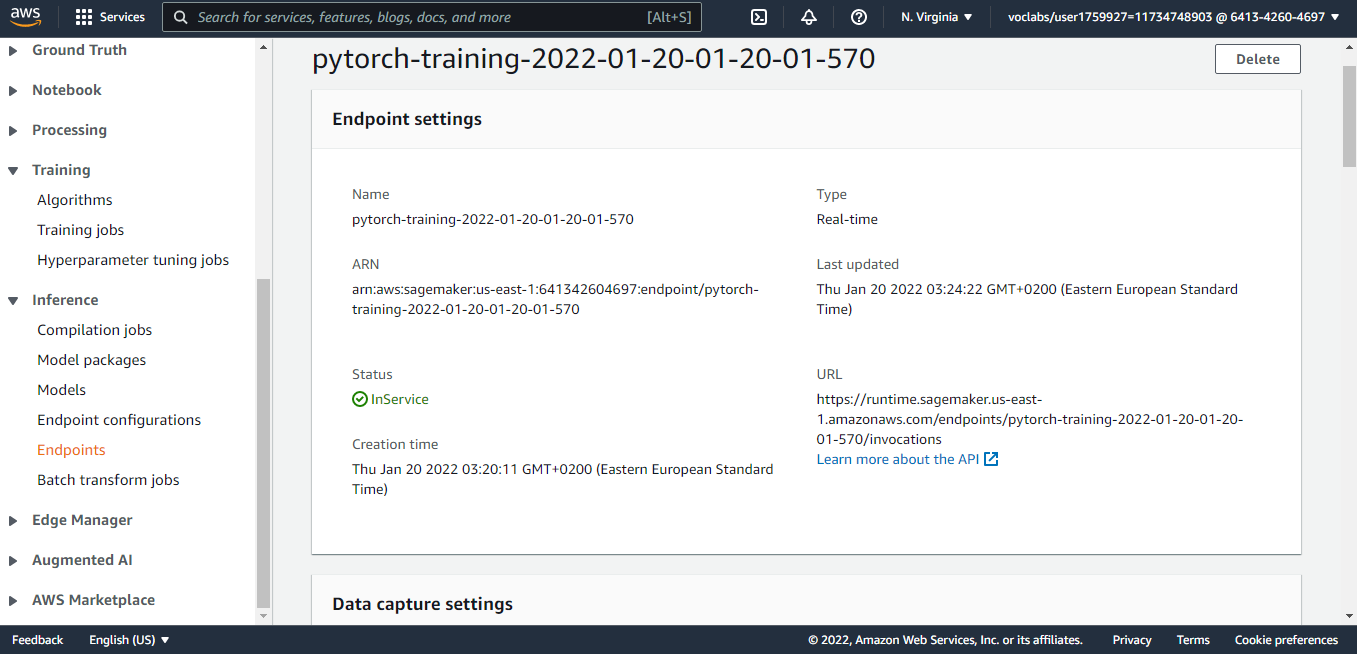 aws
Services
Search for services, features, blogs, docs, and more
[Alt+S]
N. Virginia
voclabs/user1759927=11734748903 @ 6413-4260-4697
Ground Truth
Notebook
Processing
Training
Algorithms
Training jobs
Hyperparameter tuning jobs
Inference
Compilation jobs
Model packages
Models
Endpoint configurations
Endpoints
Batch transform jobs
Edge Manager
Augmented AI
AWS Marketplace
pytorch-training-2022-01-20-01-20-01-570
Delete
Endpoint settings
Name
pytorch-training-2022-01-20-01-20-01-570
Type
Real-time
ARN
arn:aws:sagemaker:us-east-1:641342604697:endpoint/pytorch-
training-2022-01-20-01-20-01-570
Last updated
Thu Jan 20 2022 03:24:22 GMT+0200 (Eastern European Standard
Time)
Status
InService
URL
https://runtime.sagemaker.us-east-
1.amazonaws.com/endpoints/pytorch-training-2022-01-20-01-20-
01-570/invocations
Learn more about the API
Creation time
Thu Jan 20 2022 03:20:11 GMT+0200 (Eastern European Standard
Time)
Data capture settings
Feedback
English (US)
© 2022, Amazon Web Services, Inc. or its affiliates.
Privacy
Terms
Cookie preferences